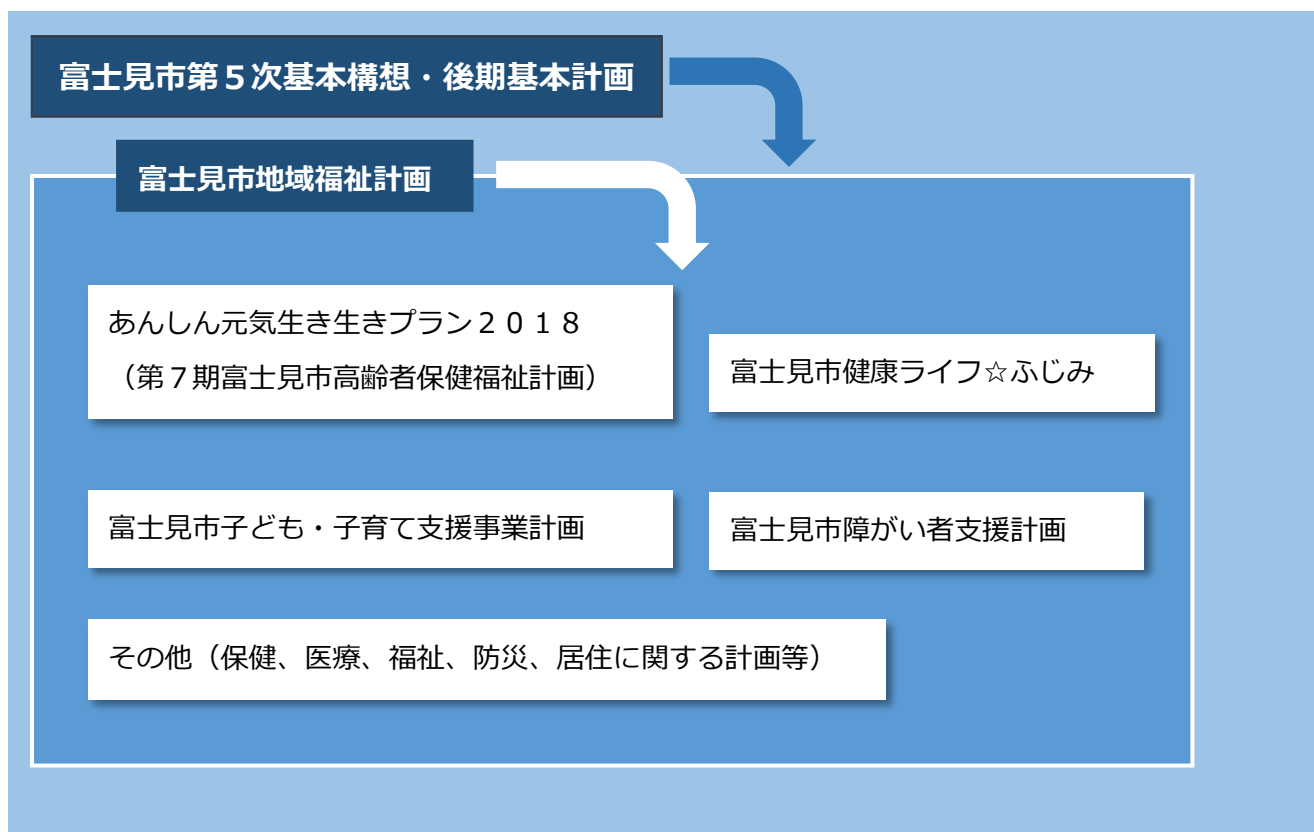 富士見市第５次基本構想・後期基本計画
富士見市地域福祉計画
あんしん元気生き生きプラン２０１８
（第７期富士見市高齢者保健福祉計画）
富士見市健康ライフ☆ふじみ
富士見市子ども・子育て支援事業計画
富士見市障がい者支援計画
その他（保健、医療、福祉、防災、居住に関する計画等）